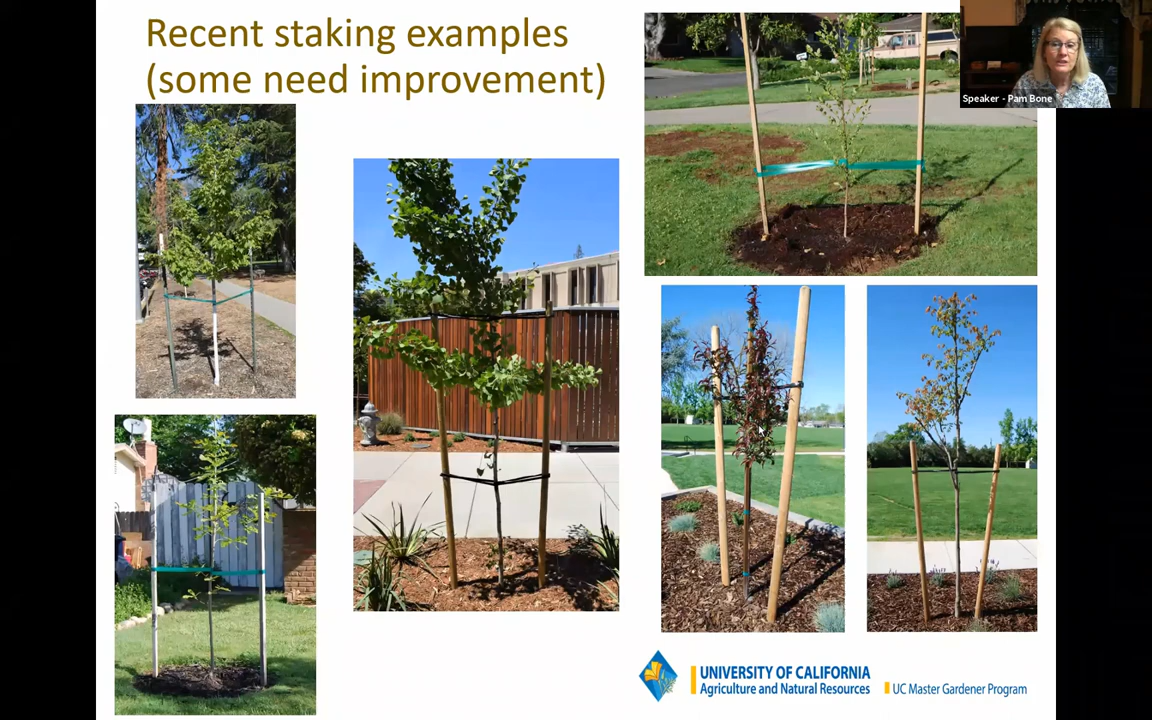 Recent staking examples
(some need improvement)
Speaker - Pam Bone
UNIVERSITY OF CALIFORNIA
Agriculture and Natural Resources
UC Master Gardener Program